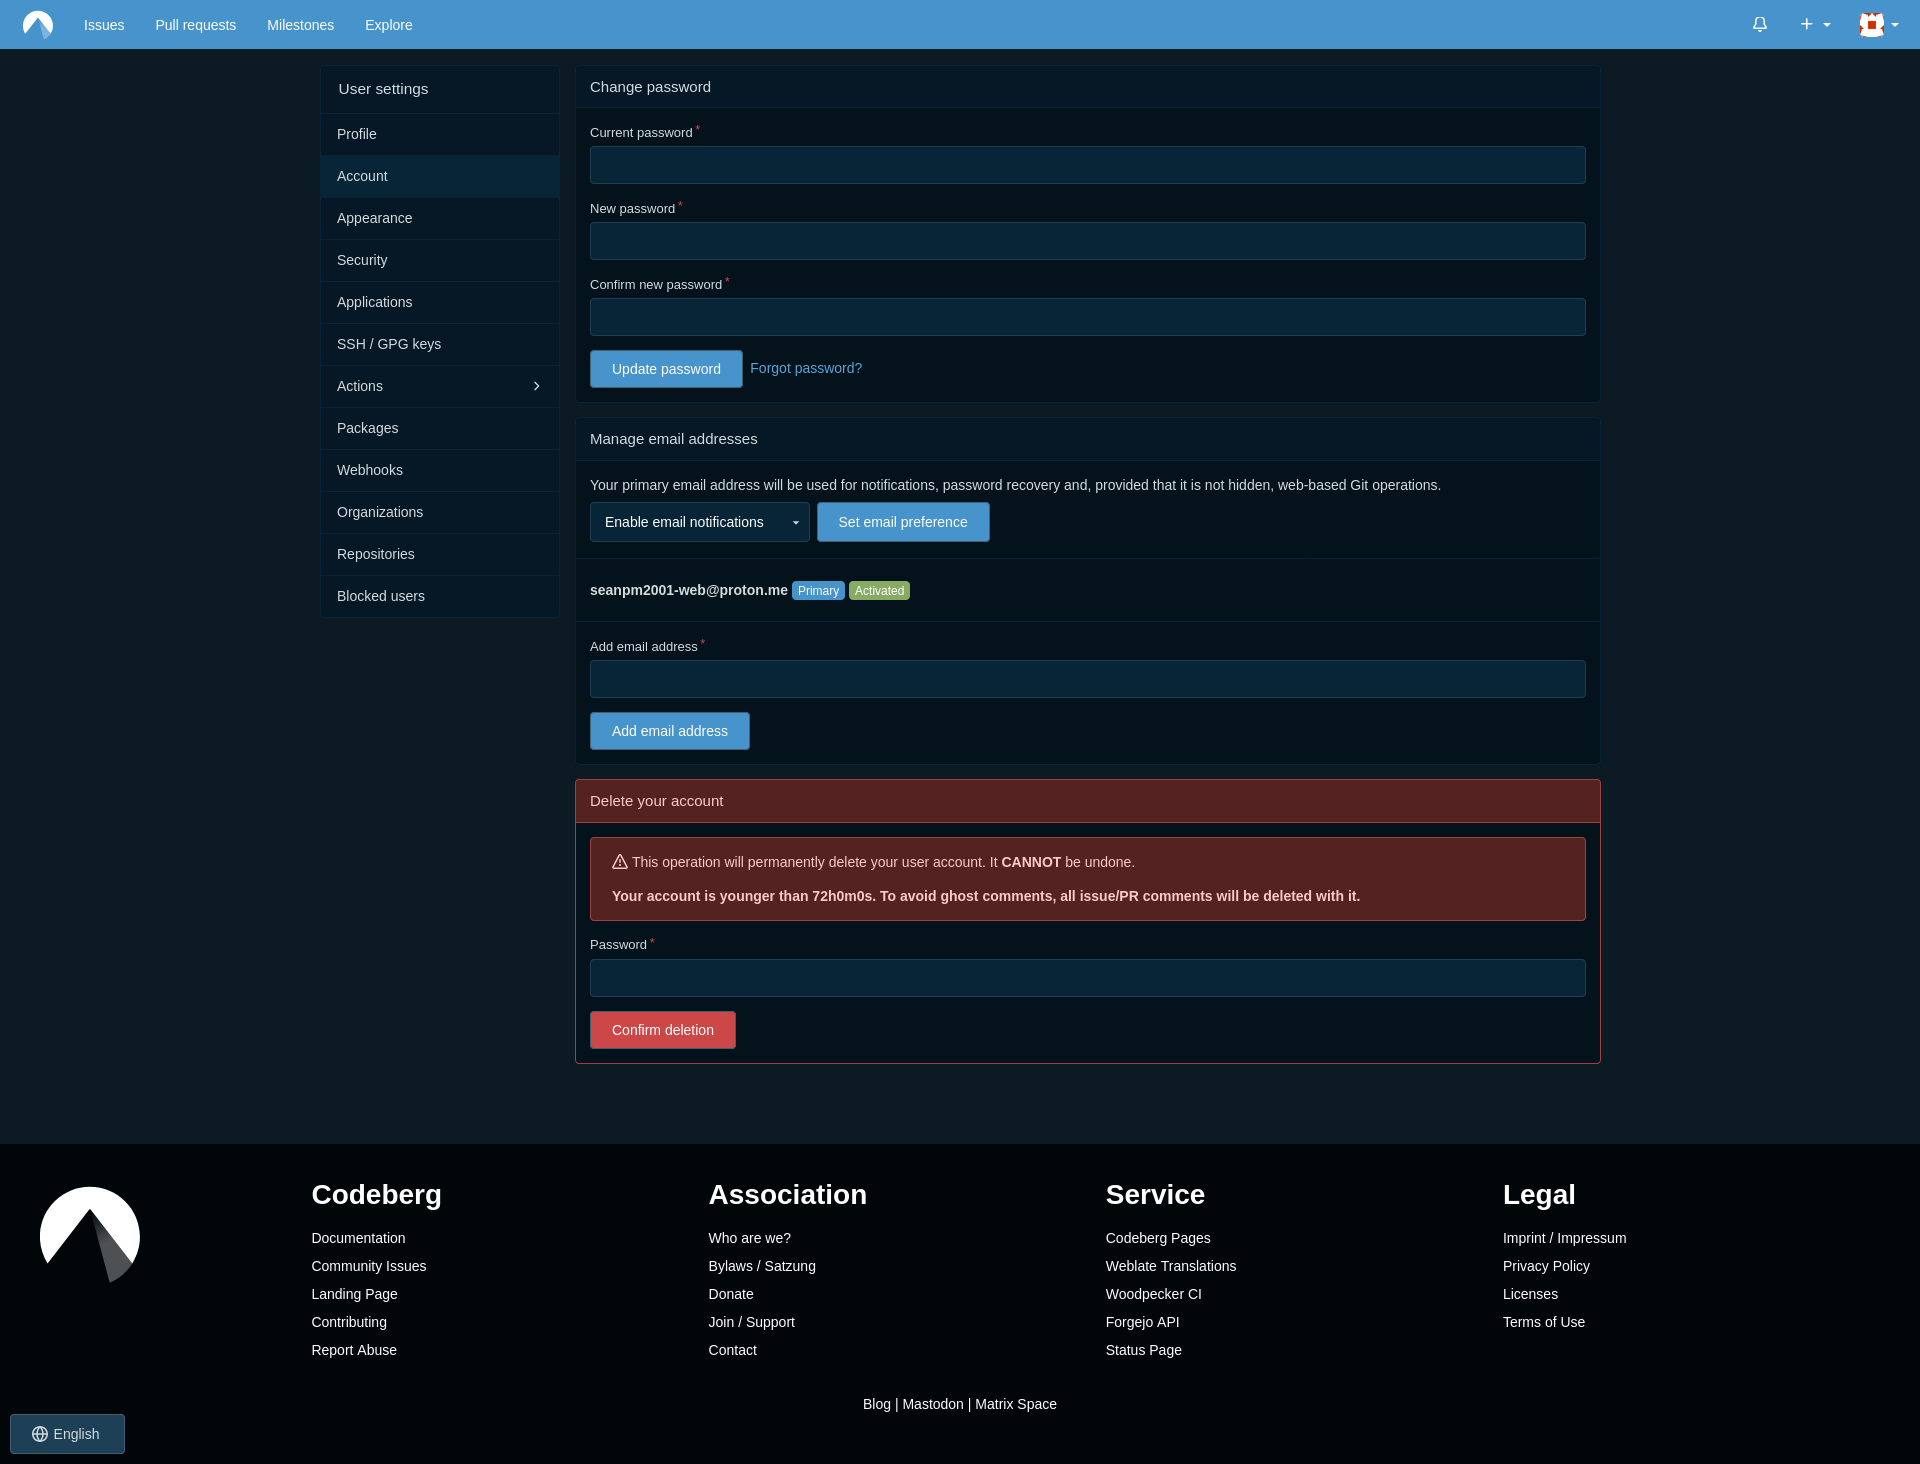 Issues Pull requests Milestones Explore
User settings
Profile
Account
Appearance
Security
Applications
SSH / GPG keys
Actions
Packages
Webhooks
Organizations
Repositories
Blocked users
Change password
Current password *
New password *
Confirm new password *
Update password Forgot password?
Manage email addresses
Your primary email address will be used for notifications, password recovery and, provided that it is not hidden, web-based Git operations.
Enable email notifications Set email preference
seanpm2001-web@proton.me Primary Activated
Add email address *
Add email address
Delete your account
This operation will permanently delete your user account. It CANNOT be undone.
Your account is younger than 72h0m0s. To avoid ghost comments, all issue/PR comments will be deleted with it.
Password *
Confirm deletion
Codeberg
Documentation
Community Issues
Landing Page
Contributing
Report Abuse
Association
Who are we?
Bylaws / Satzung
Donate
Join / Support
Contact
Service
Codeberg Pages
Weblate Translations
Woodpecker CI
Forgejo API
Status Page
Legal
Imprint / Impressum
Privacy Policy
Licenses
Terms of Use
Blog | Mastodon | Matrix Space
English